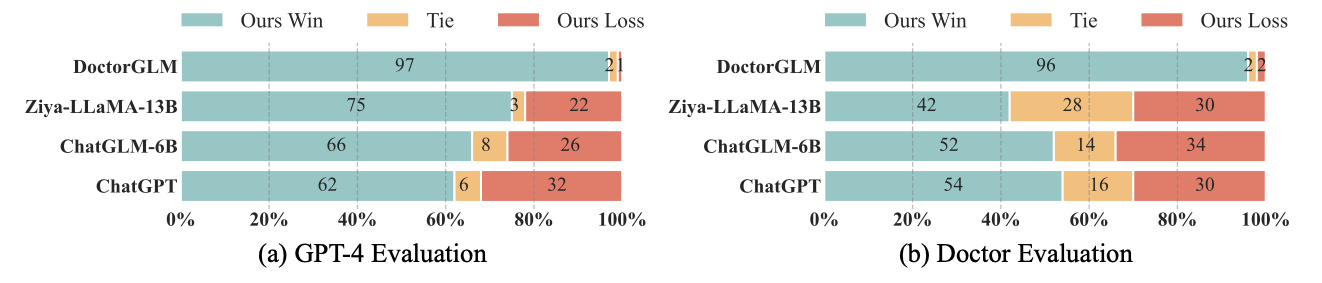 Ours Win Tie Ours Loss
DoctorGLM 97 2 1
Ziya-LLaMA-13B 75 3 22
ChatGLM-6B 66 8 26
ChatGPT 62 6 32
0% 20% 40% 60% 80% 100%
(a) GPT-4 Evaluation
Ours Win Tie Ours Loss
DoctorGLM 96 2 2
Ziya-LLaMA-13B 42 28 30
ChatGLM-6B 52 14 34
ChatGPT 54 16 30
0% 20% 40% 60% 80% 100%
(b) Doctor Evaluation